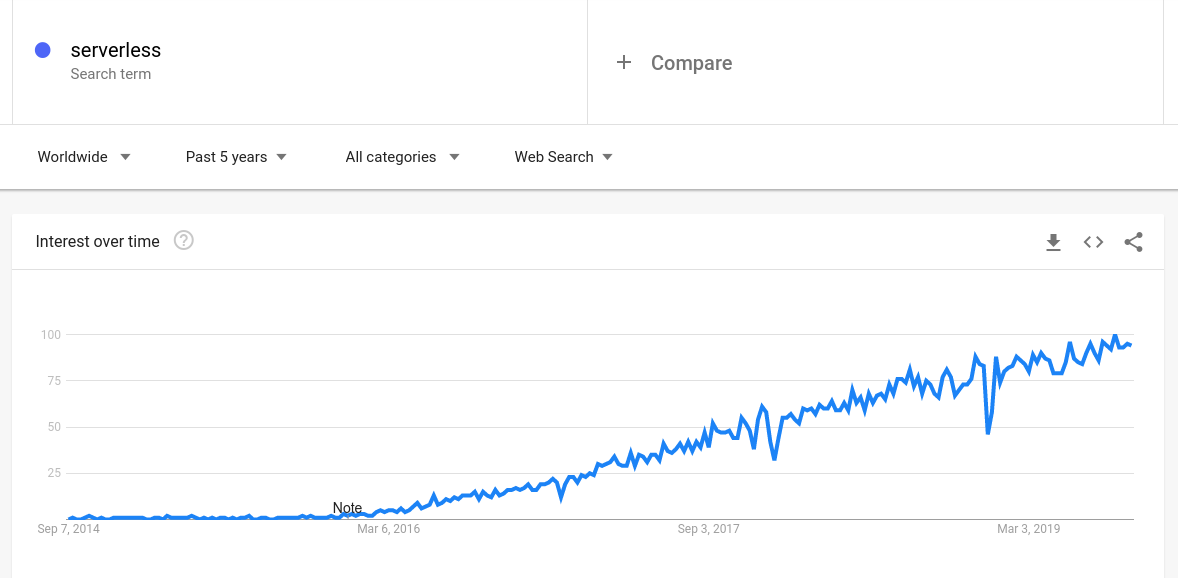 serverless
Search term
+ Compare
Worldwide
Past 5 years
All categories
Web Search
Interest over time ?
100
75
50
25
Note
Sep 7, 2014
Mar 6, 2016
Sep 3, 2017
Mar 3, 2019